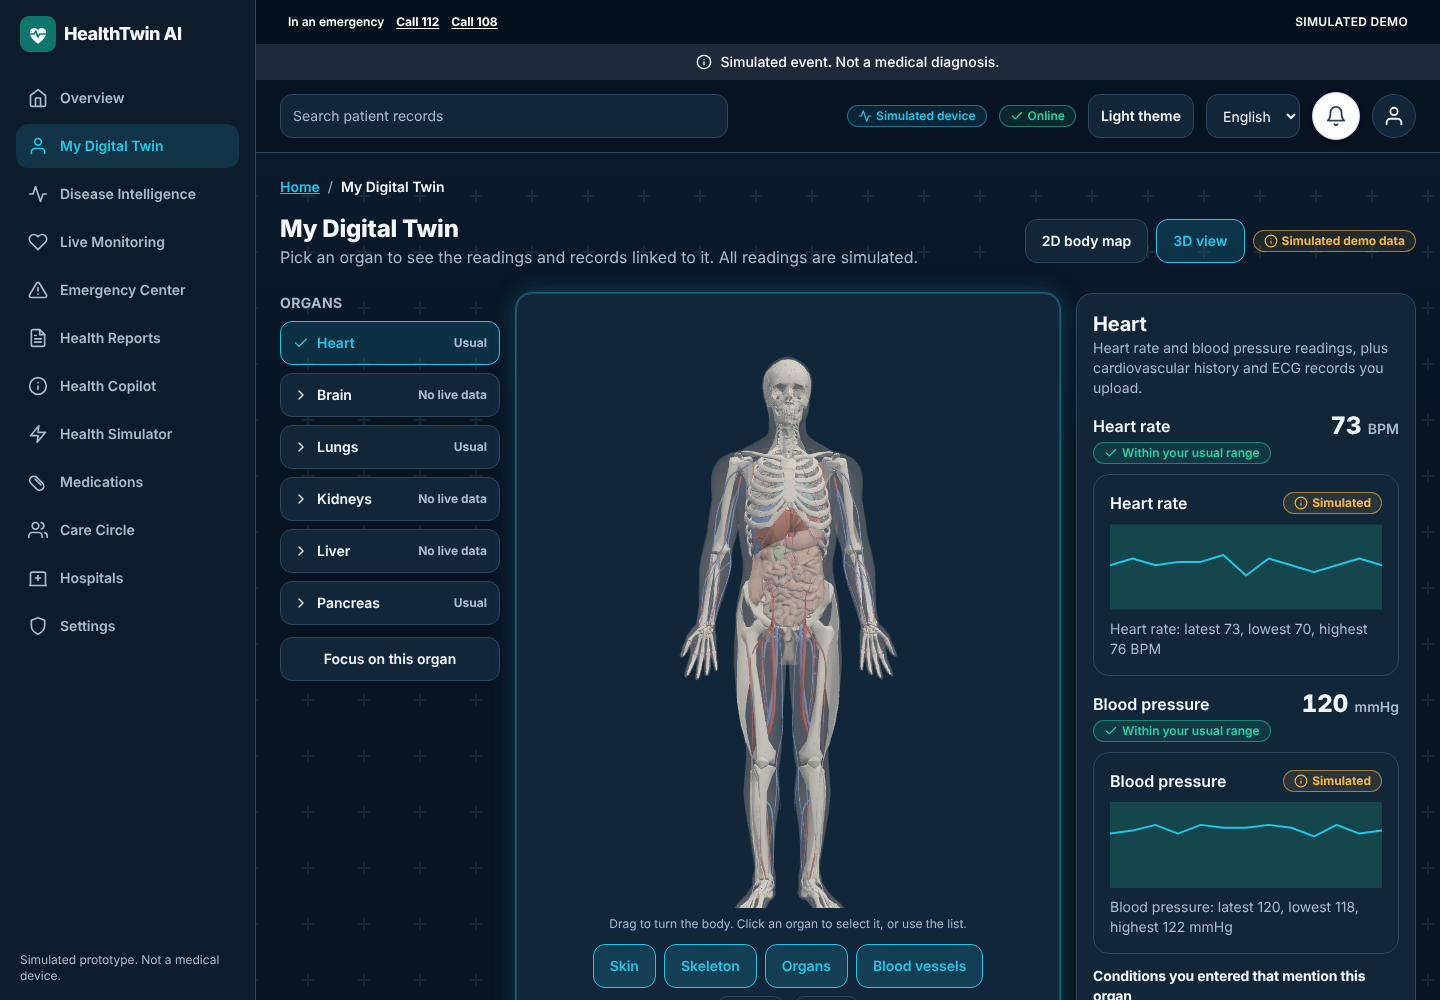 HealthTwin AI
Overview
My Digital Twin
Disease Intelligence
Live Monitoring
Emergency Center
Health Reports
Health Copilot
Health Simulator
Medications
Care Circle
Hospitals
Settings
Simulated prototype. Not a medical
device.
In an emergency Call 112 Call 108
SIMULATED DEMO
Simulated event. Not a medical diagnosis.
Search patient records
Simulated device
Online
Light theme
English
Home / My Digital Twin
My Digital Twin
Pick an organ to see the readings and records linked to it. All readings are simulated.
2D body map
3D view
Simulated demo data
ORGANS
Heart Usual
Brain No live data
Lungs Usual
Kidneys No live data
Liver No live data
Pancreas Usual
Focus on this organ
Drag to turn the body. Click an organ to select it, or use the list.
Skin
Skeleton
Organs
Blood vessels
Heart
Heart rate and blood pressure readings, plus
cardiovascular history and ECG records you
upload.
Heart rate 73 BPM
Within your usual range
Heart rate Simulated
Heart rate: latest 73, lowest 70, highest
76 BPM
Blood pressure 120 mmHg
Within your usual range
Blood pressure Simulated
Blood pressure: latest 120, lowest 118,
highest 122 mmHg
Conditions you entered that mention this
organ